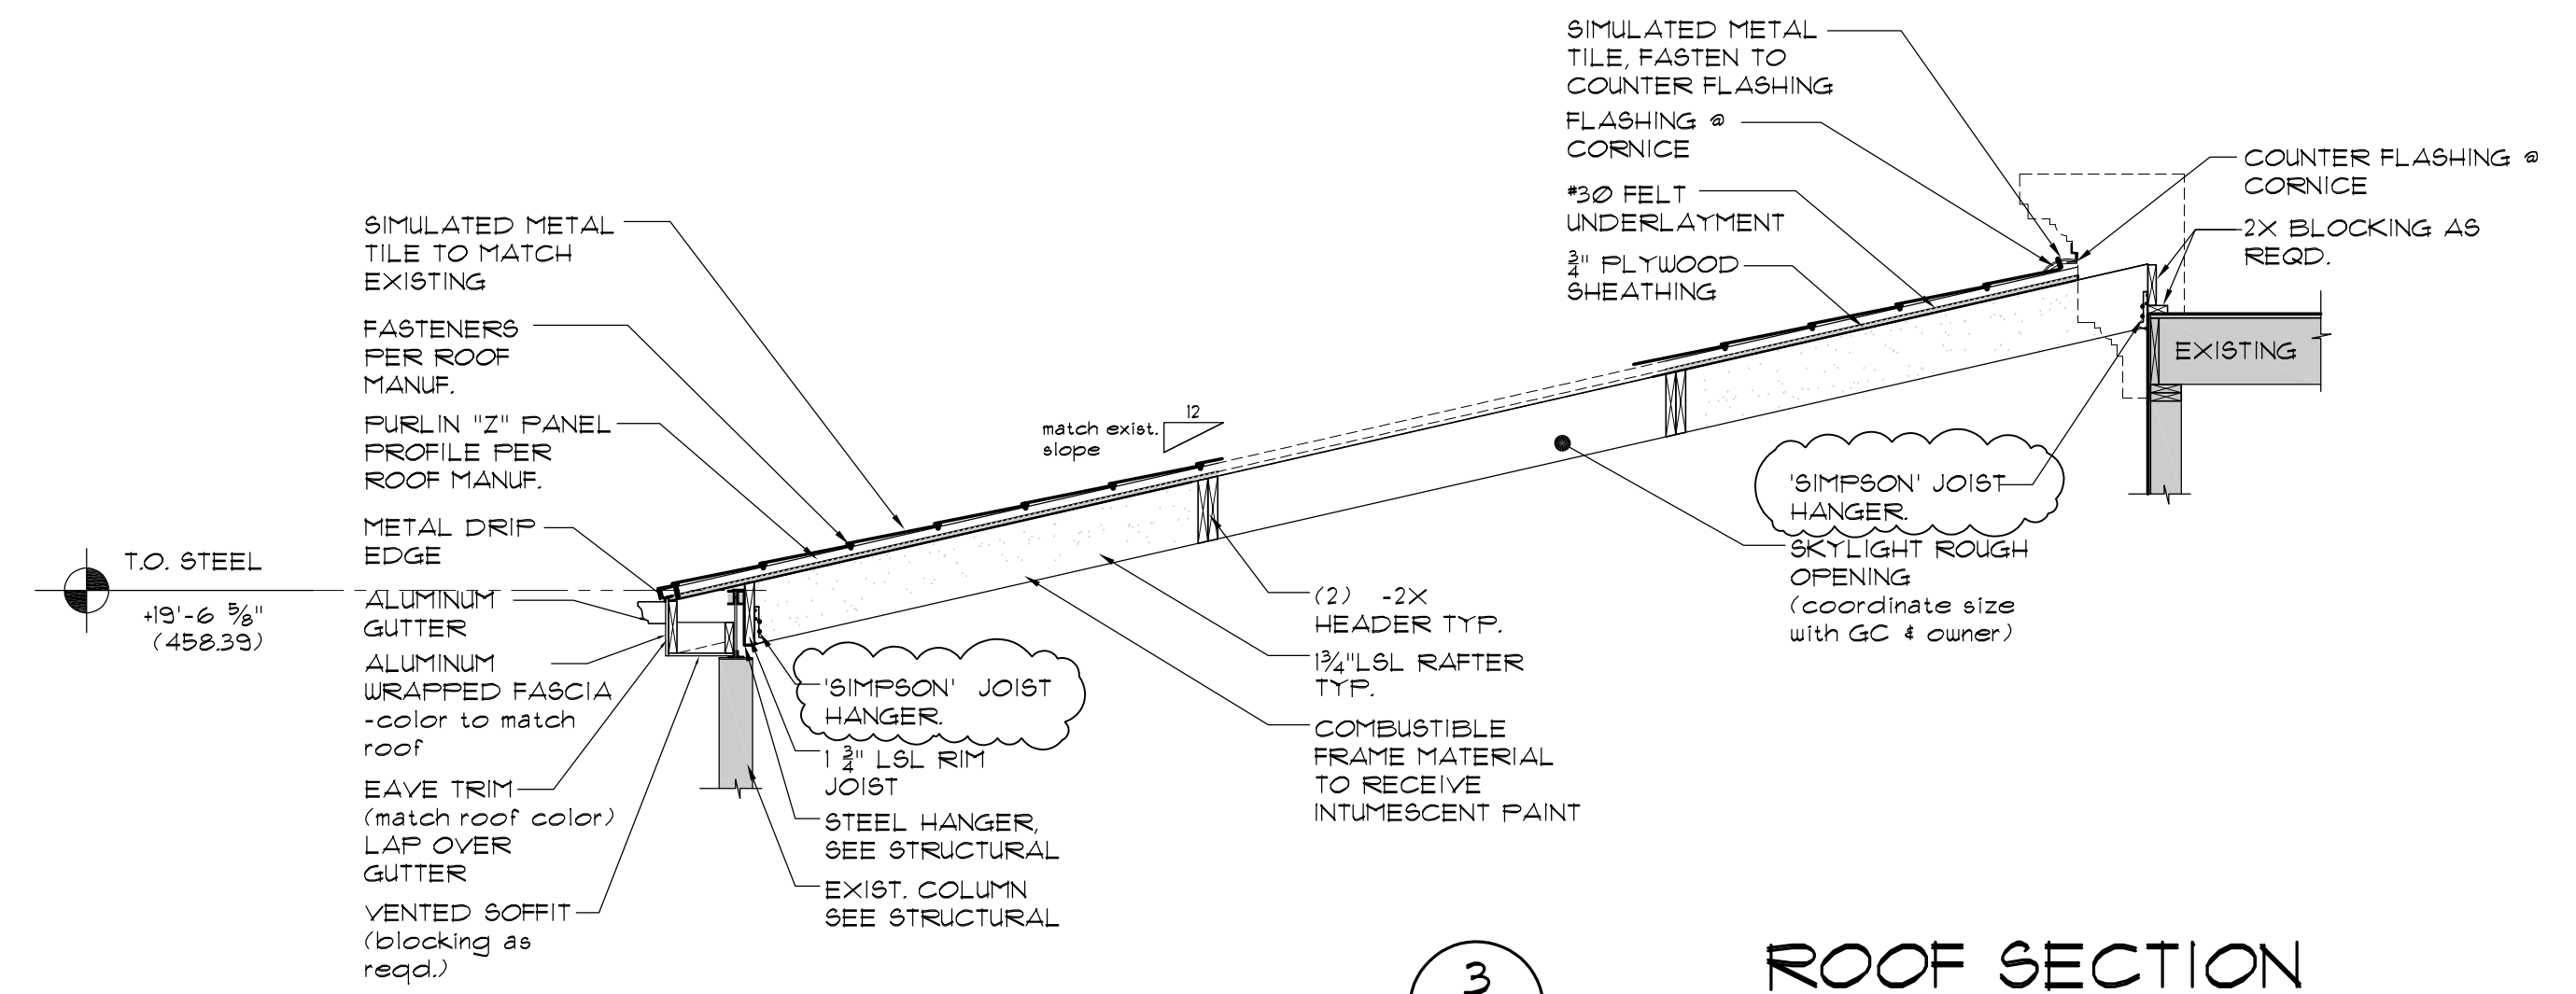 SIMULATED METAL
TILE, FASTEN TO
COUNTER FLASHING
FLASHING @
CORNICE
#30 FELT
UNDERLAYMENT
3/4" PLYWOOD
SHEATHING
COUNTER FLASHING @
CORNICE
2X BLOCKING AS
REQD.
EXISTING
SIMULATED METAL
TILE TO MATCH
EXISTING
FASTENERS
PER ROOF
MANUF.
PURLIN "Z" PANEL
PROFILE PER
ROOF MANUF.
METAL DRIP
EDGE
ALUMINUM
GUTTER
ALUMINUM
WRAPPED FASCIA
-color to match
roof
EAVE TRIM
(match roof color)
LAP OVER
GUTTER
VENTED SOFFIT
(blocking as
reqd.)
T.O. STEEL
+19'-6 5/8"
(458.39)
12
match exist.
slope
'SIMPSON' JOIST
HANGER.
1 3/4" LSL RIM
JOIST
STEEL HANGER,
SEE STRUCTURAL
EXIST. COLUMN
SEE STRUCTURAL
(2) -2X
HEADER TYP.
1 3/4"LSL RAFTER
TYP.
COMBUSTIBLE
FRAME MATERIAL
TO RECEIVE
INTUMESCENT PAINT
'SIMPSON' JOIST
HANGER.
SKYLIGHT ROUGH
OPENING
(coordinate size
with GC & owner)
3
ROOF SECTION